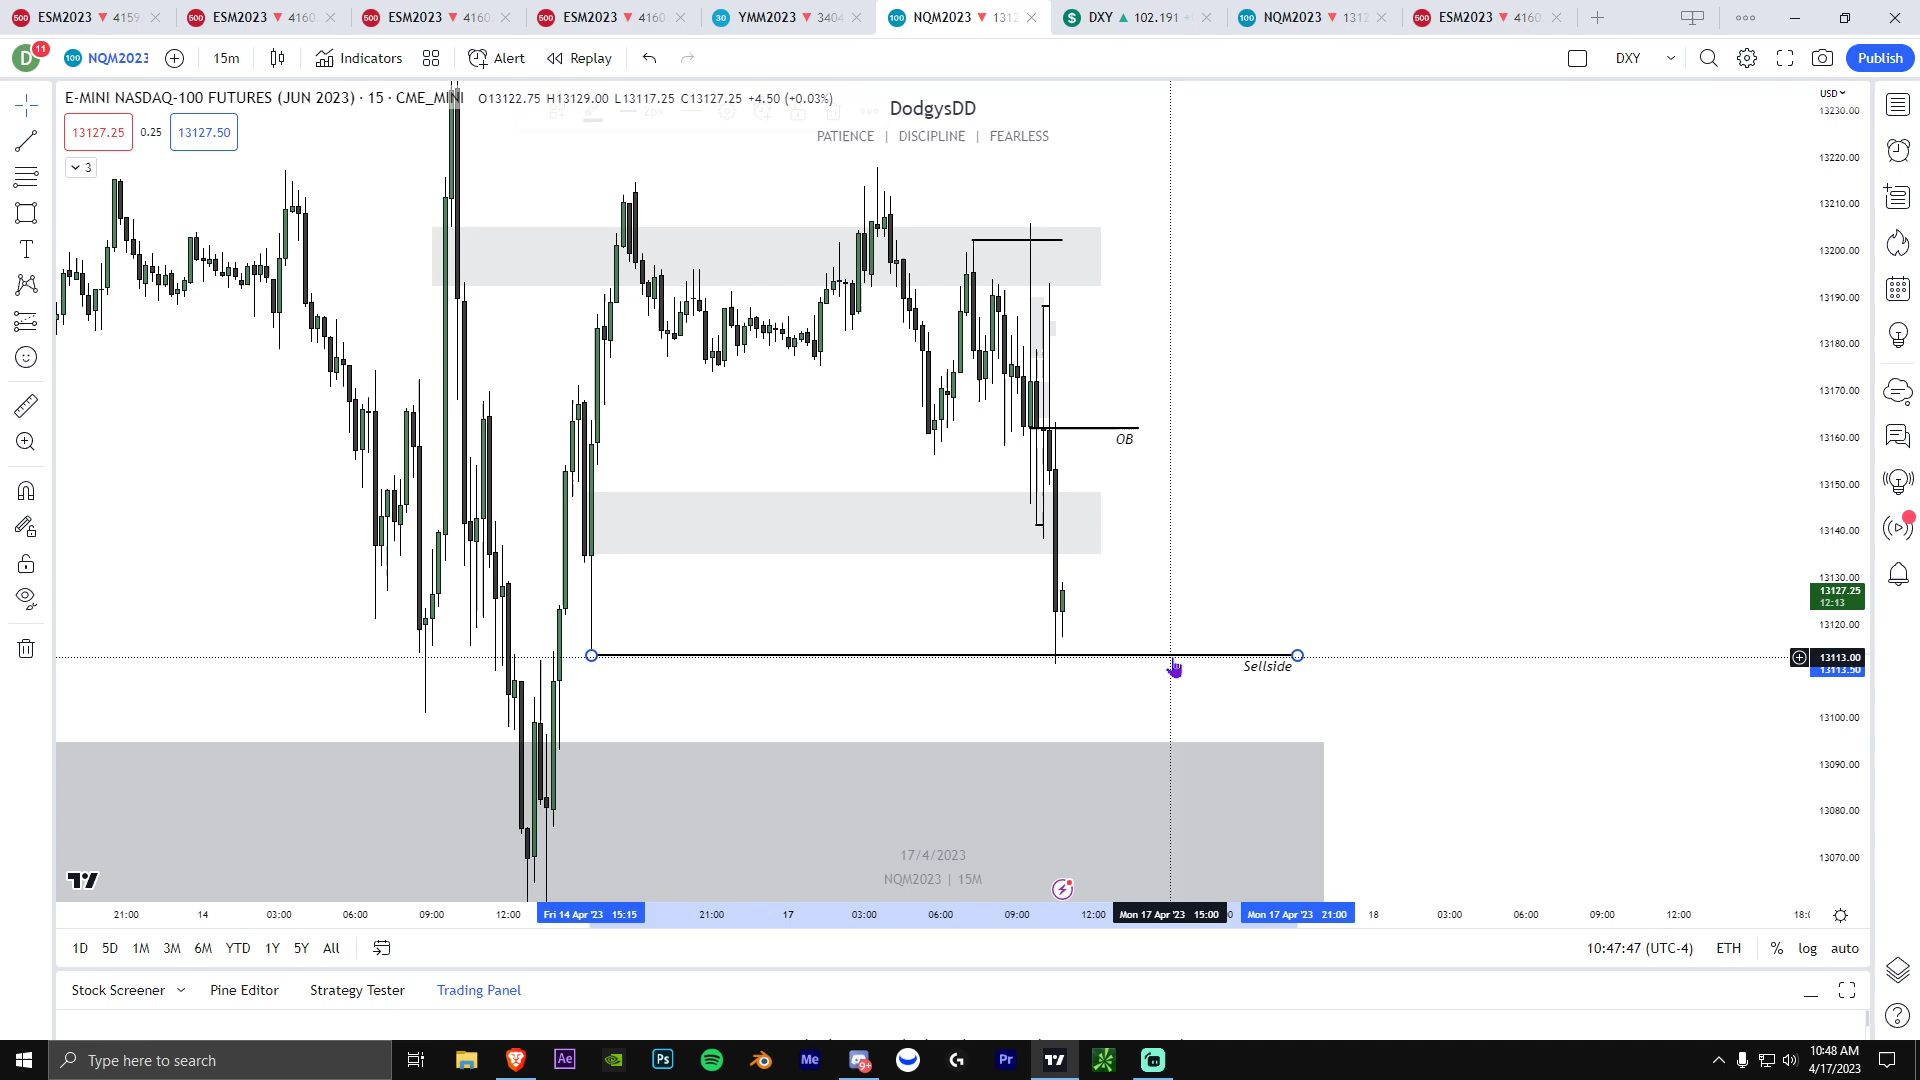 ESM2023 ▼ 4159
ESM2023 ▼ 4160.
ESM2023 ▼ 4160.
ESM2023 ▼ 4160
YMM2023 ▼ 3404
NQM2023 ▼ 1312
DXY ▲ 102.191
NQM2023 ▼ 1312
ESM2023 ▼ 4160.
D 11 NQM2023 15m Indicators Alert Replay DXY Publish
E-MINI NASDAQ-100 FUTURES (JUN 2023) · 15 · CME_MINI O13122.75 H13129.00 L13117.25 C13127.25 +4.50 (+0.03%)
13127.25 0.25 13127.50
3
DodgysDD
PATIENCE | DISCIPLINE | FEARLESS
USD
13230.00
13220.00
13210.00
13200.00
13190.00
13180.00
13170.00
13160.00
13150.00
13140.00
13130.00
13127.25
12:13
13120.00
13113.00
13113.50
13100.00
13090.00
13080.00
13070.00
OB
Sellside
17/4/2023
NQM2023 | 15M
21:00 14 03:00 06:00 09:00 12:00 Fri 14 Apr '23 15:15 21:00 17 03:00 06:00 09:00 12:00 Mon 17 Apr '23 15:00 Mon 17 Apr '23 21:00 18 03:00 06:00 09:00 12:00
1D 5D 1M 3M 6M YTD 1Y 5Y All 10:47:47 (UTC-4) ETH % log auto
Stock Screener Pine Editor Strategy Tester Trading Panel
Type here to search
10:48 AM
4/17/2023